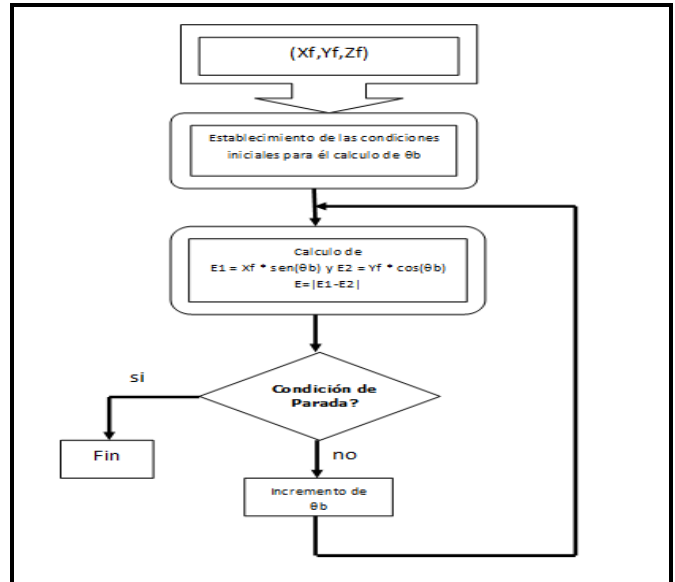 (Xf,Yf,Zf)
Establecimiento de las condiciones
iniciales para él calculo de θb
Calculo de
E1 = Xf * sen(θb) y E2 = Yf * cos(θb)
E=|E1-E2|
Condición de
Parada?
si
Fin
no
Incremento de
θb